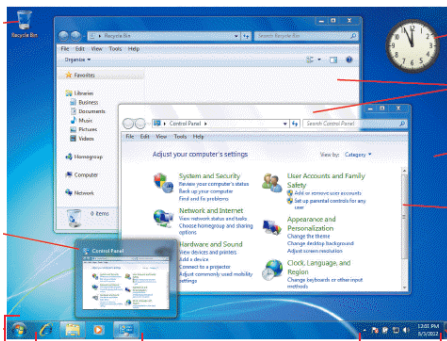 Recycle Bin
Recycle Bin
Search Recycle Bin
File Edit View Tools Help
Organize
Favorites
Libraries
Business
Documents
Music
Pictures
Videos
Homegroup
Computer
Network
0 items
Control Panel
Search Control Panel
File Edit View Tools Help
Adjust your computer's settings
View by: Category
System and Security
Review your computer's status
Back up your computer
Find and fix problems
Network and Internet
View network status and tasks
Choose homegroup and sharing
options
Hardware and Sound
View devices and printers
Add a device
Connect to a projector
Adjust commonly used mobility
settings
User Accounts and Family
Safety
Add or remove user accounts
Set up parental controls for any
user
Appearance and
Personalization
Change the theme
Change desktop background
Adjust screen resolution
Clock, Language, and
Region
Change keyboards or other input
methods
Control Panel
12:01 PM